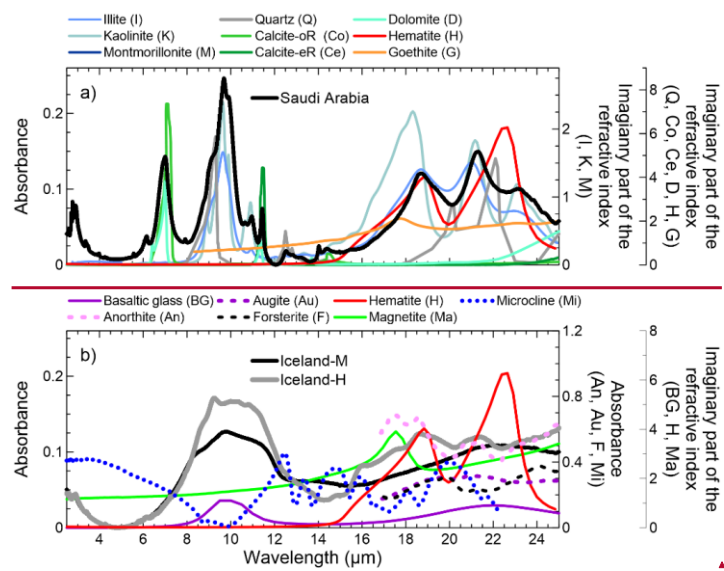 Illite (I) Quartz (Q) Dolomite (D)
Kaolinite (K) Calcite-oR (Co) Hematite (H)
Montmorillonite (M) Calcite-eR (Ce) Goethite (G)
a)
Saudi Arabia
Absorbance
0.2
0.1
0
2
1
0
Imagianry part of the
refractive index
(I, K, M)
8
6
4
2
0
Imaginary part of the
refractive index
(Q, Co, Ce, D, H, G)
Basaltic glass (BG) Augite (Au) Hematite (H) Microcline (Mi)
Anorthite (An) Forsterite (F) Magnetite (Ma)
b)
Iceland-M
Iceland-H
Absorbance
0.2
0.1
0
1.2
0.8
0.4
0
Absorbance
(An, Au, F, Mi)
8
6
4
2
0
Imaginary part of the
refractive index
(BG, H, Ma)
4 6 8 10 12 14 16 18 20 22 24
Wavelength (μm)